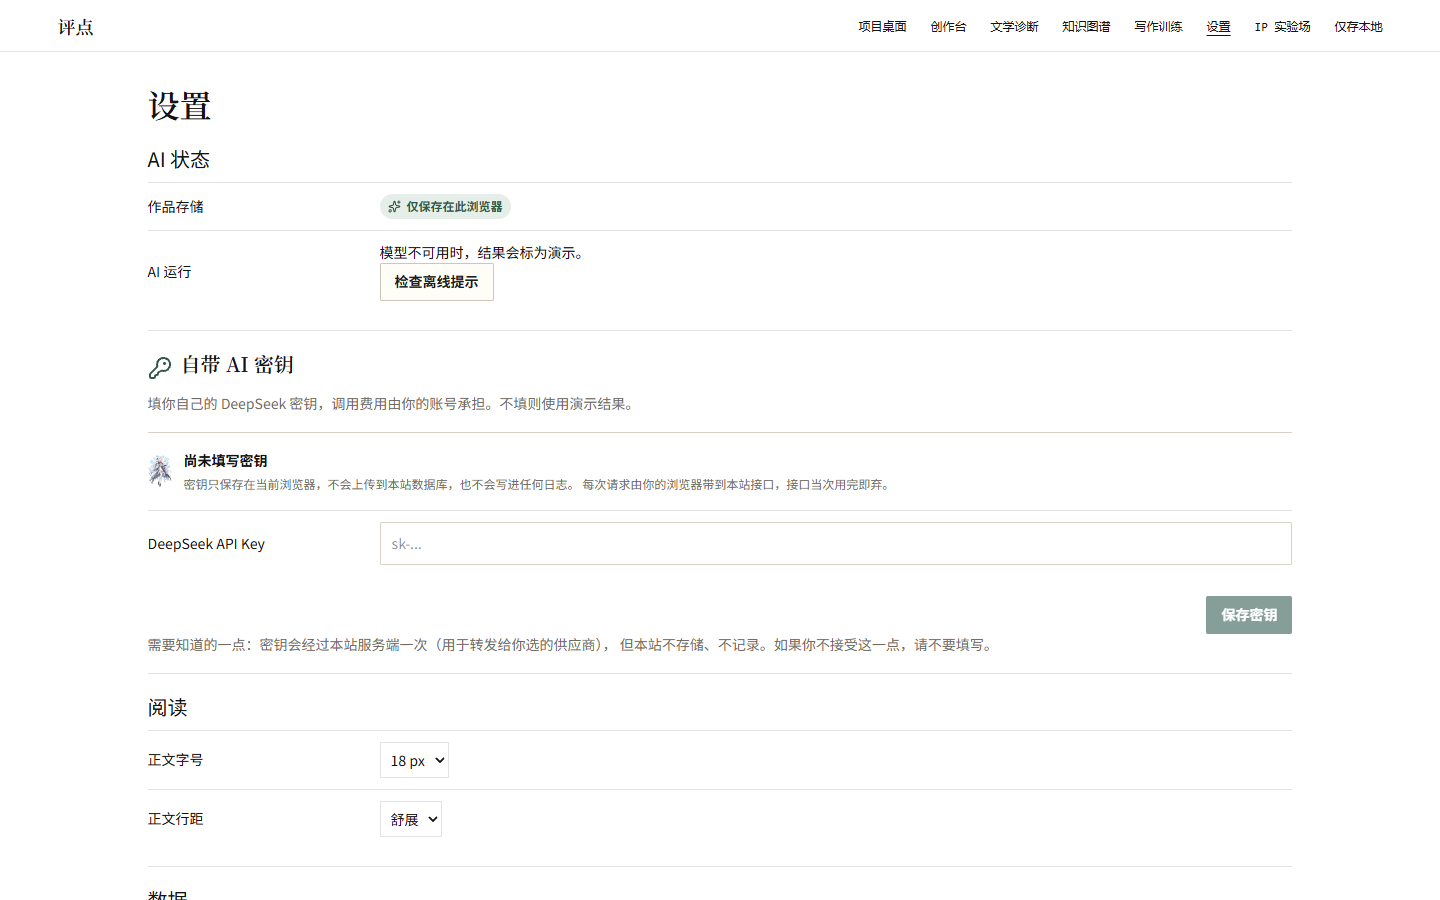 评点
项目桌面 创作台 文学诊断 知识图谱 写作训练 设置 IP 实验场 仅存本地
设置
AI 状态
作品存储 仅保存在此浏览器
AI 运行 模型不可用时，结果会标为演示。
检查离线提示
自带 AI 密钥
填你自己的 DeepSeek 密钥，调用费用由你的账号承担。不填则使用演示结果。
尚未填写密钥
密钥只保存在当前浏览器，不会上传到本站数据库，也不会写进任何日志。 每次请求由你的浏览器带到本站接口，接口当次用完即弃。
DeepSeek API Key sk-...
保存密钥
需要知道的一点：密钥会经过本站服务端一次（用于转发给你选的供应商）， 但本站不存储、不记录。如果你不接受这一点，请不要填写。
阅读
正文字号 18 px
正文行距 舒展
数据